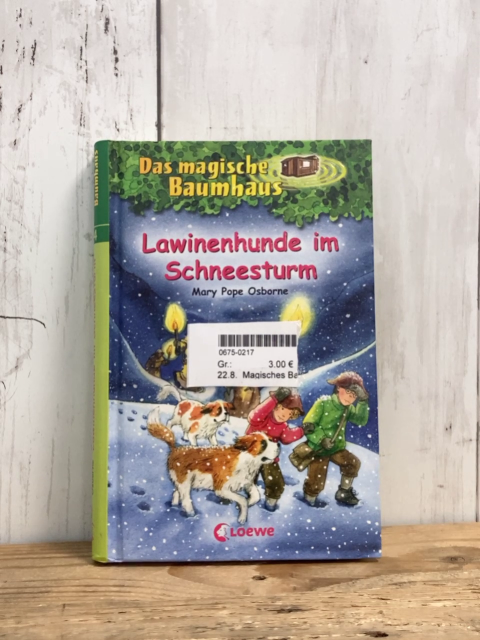 Baumhaus
Das magische
Baumhaus
Lawinenhunde im
Schneesturm
Mary Pope Osborne
0675-0217
Gr.: 3.00 €
22.8. Magisches Ba
Loewe